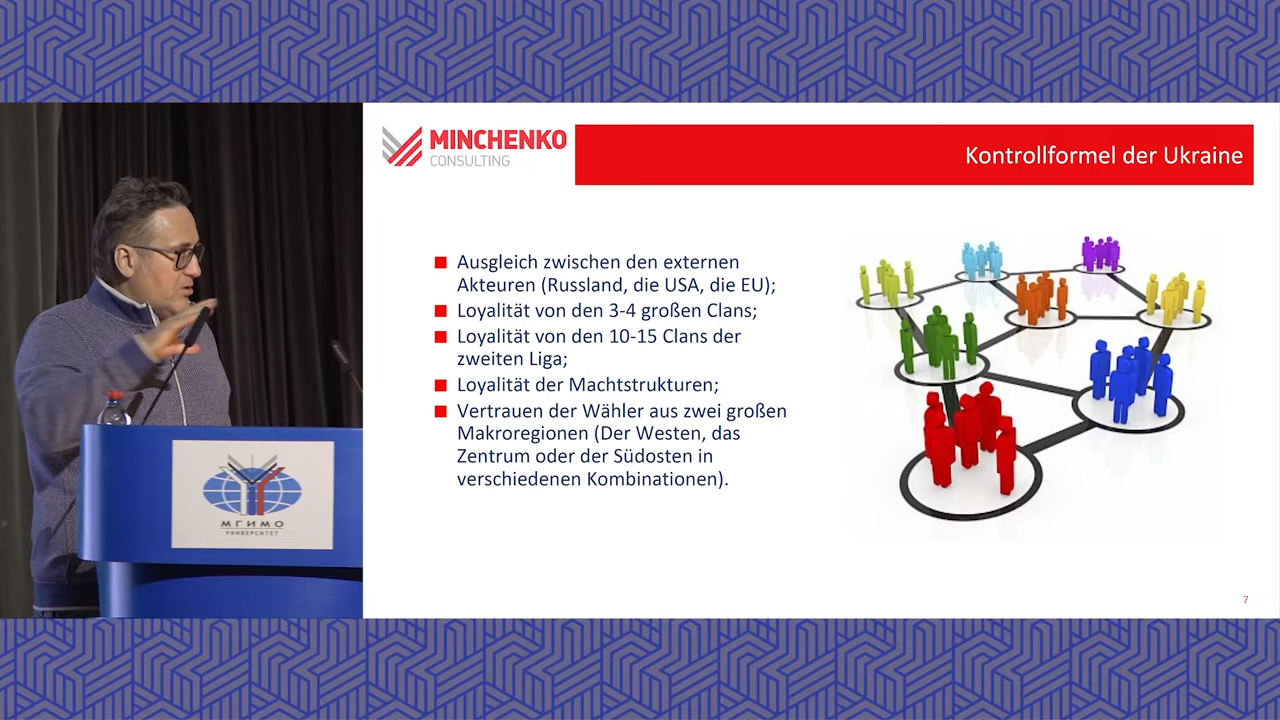 MINCHENKO
CONSULTING
Kontrollformel der Ukraine
Ausgleich zwischen den externen
Akteuren (Russland, die USA, die EU);
Loyalität von den 3-4 großen Clans;
Loyalität von den 10-15 Clans der
zweiten Liga;
Loyalität der Machtstrukturen;
Vertrauen der Wähler aus zwei großen
Makroregionen (Der Westen, das
Zentrum oder der Südosten in
verschiedenen Kombinationen).
7
МГИМО
УНИВЕРСИТЕТ